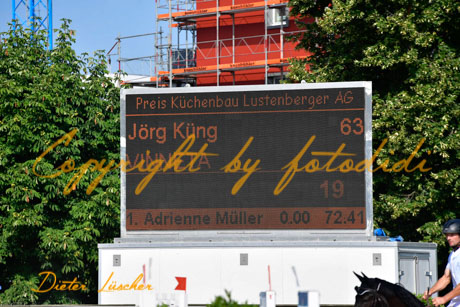 Preis Küchenbau Lustenberger AG
Jörg Küng 63
Copyright by fotodidi
19
1. Adrienne Müller 0.00 72.41
Dieter Lüscher